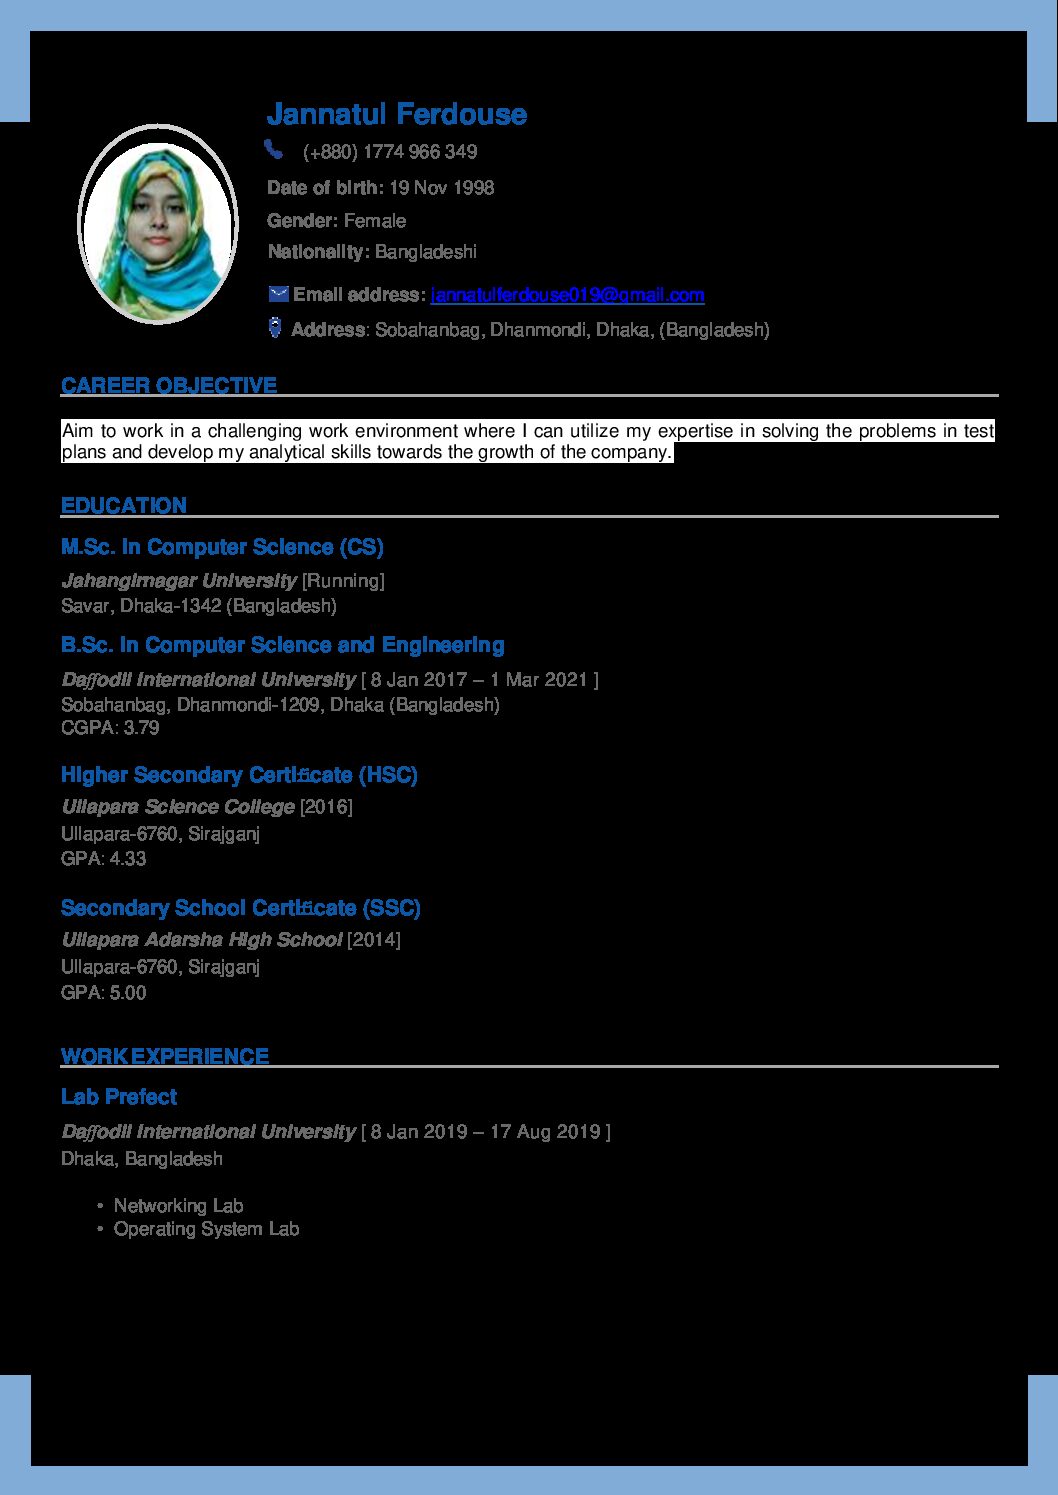 Jannatul Ferdouse
(+880) 1774 966 349
Date of birth: 19 Nov 1998
Gender: Female
Nationality: Bangladeshi
Email address: jannatulferdouse019@gmail.com
Address: Sobahanbag, Dhanmondi, Dhaka, (Bangladesh)
CAREER OBJECTIVE
Aim to work in a challenging work environment where I can utilize my expertise in solving the problems in test
plans and develop my analytical skills towards the growth of the company.
EDUCATION
M.Sc. in Computer Science (CS)
Jahangirnagar University [Running]
Savar, Dhaka-1342 (Bangladesh)
B.Sc. in Computer Science and Engineering
Daffodil International University [ 8 Jan 2017 – 1 Mar 2021 ]
Sobahanbag, Dhanmondi-1209, Dhaka (Bangladesh)
CGPA: 3.79
Higher Secondary Certificate (HSC)
Ullapara Science College [2016]
Ullapara-6760, Sirajganj
GPA: 4.33
Secondary School Certificate (SSC)
Ullapara Adarsha High School [2014]
Ullapara-6760, Sirajganj
GPA: 5.00
WORK EXPERIENCE
Lab Prefect
Daffodil International University [ 8 Jan 2019 – 17 Aug 2019 ]
Dhaka, Bangladesh
• Networking Lab
• Operating System Lab